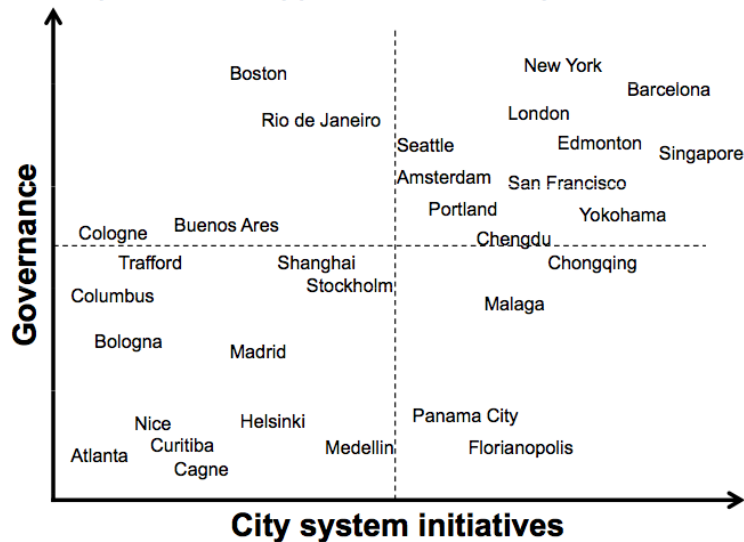 Boston
New York
Barcelona
Rio de Janeiro
London
Seattle
Edmonton
Singapore
Amsterdam
San Francisco
Portland
Yokohama
Cologne
Buenos Ares
Chengdu
Trafford
Shanghai
Chongqing
Columbus
Stockholm
Malaga
Bologna
Madrid
Nice
Helsinki
Panama City
Atlanta
Curitiba
Medellin
Florianopolis
Cagne
Governance
City system initiatives